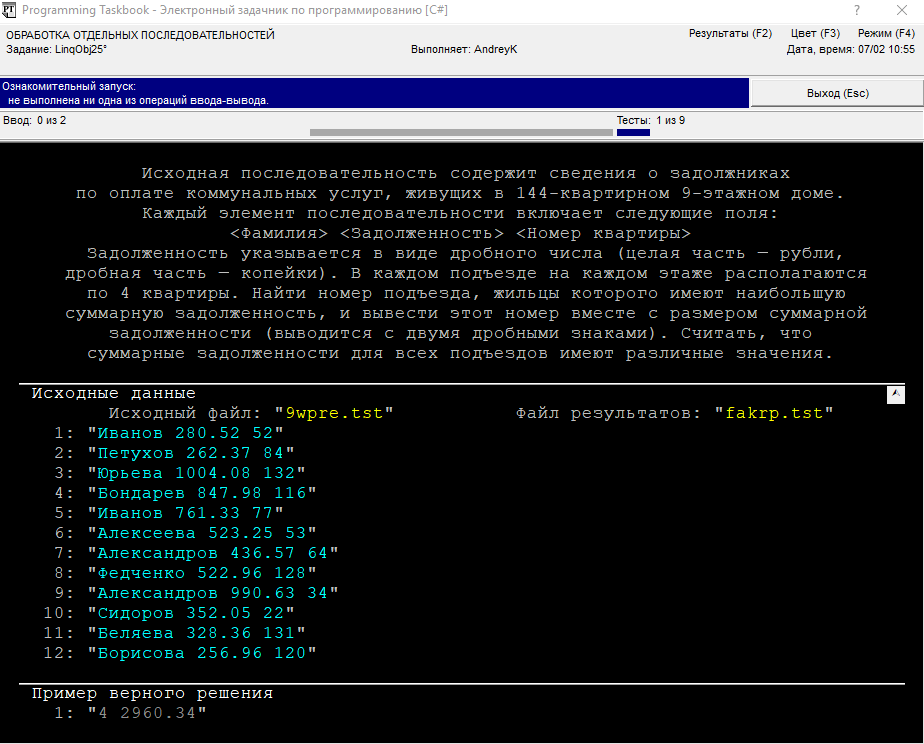 Programming Taskbook - Электронный задачник по программированию [C#]
ОБРАБОТКА ОТДЕЛЬНЫХ ПОСЛЕДОВАТЕЛЬНОСТЕЙ
Результаты (F2) Цвет (F3) Режим (F4)
Задание: LinqObj25° Выполняет: AndreyK Дата, время: 07/02 10:55
Ознакомительный запуск:
не выполнена ни одна из операций ввода-вывода.
Выход (Esc)
Ввод: 0 из 2 Тесты: 1 из 9
Исходная последовательность содержит сведения о задолжниках
по оплате коммунальных услуг, живущих в 144-квартирном 9-этажном доме.
Каждый элемент последовательности включает следующие поля:
<Фамилия> <Задолженность> <Номер квартиры>
Задолженность указывается в виде дробного числа (целая часть — рубли,
дробная часть — копейки). В каждом подъезде на каждом этаже располагаются
по 4 квартиры. Найти номер подъезда, жильцы которого имеют наибольшую
суммарную задолженность, и вывести этот номер вместе с размером суммарной
задолженности (выводится с двумя дробными знаками). Считать, что
суммарные задолженности для всех подъездов имеют различные значения.
Исходные данные
Исходный файл: "9wpre.tst" Файл результатов: "fakrp.tst"
1: "Иванов 280.52 52"
2: "Петухов 262.37 84"
3: "Юрьева 1004.08 132"
4: "Бондарев 847.98 116"
5: "Иванов 761.33 77"
6: "Алексеева 523.25 53"
7: "Александров 436.57 64"
8: "Федченко 522.96 128"
9: "Александров 990.63 34"
10: "Сидоров 352.05 22"
11: "Беляева 328.36 131"
12: "Борисова 256.96 120"
Пример верного решения
1: "4 2960.34"